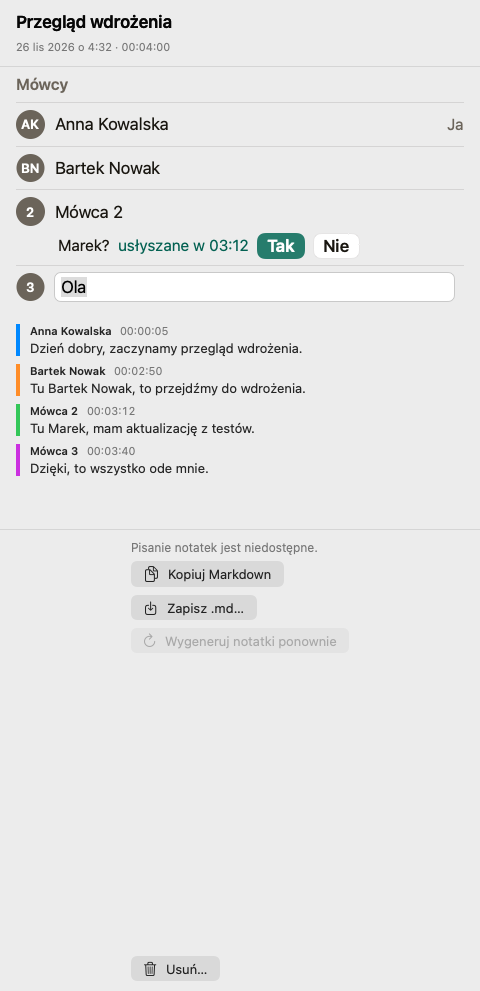 Przegląd wdrożenia
26 lis 2026 o 4:32 · 00:04:00
Mówcy
AK Anna Kowalska Ja
BN Bartek Nowak
2 Mówca 2
Marek? usłyszane w 03:12 Tak Nie
3 Ola
Anna Kowalska 00:00:05
Dzień dobry, zaczynamy przegląd wdrożenia.
Bartek Nowak 00:02:50
Tu Bartek Nowak, to przejdźmy do wdrożenia.
Mówca 2 00:03:12
Tu Marek, mam aktualizację z testów.
Mówca 3 00:03:40
Dzięki, to wszystko ode mnie.
Pisanie notatek jest niedostępne.
Kopiuj Markdown
Zapisz .md…
Wygeneruj notatki ponownie
Usuń…